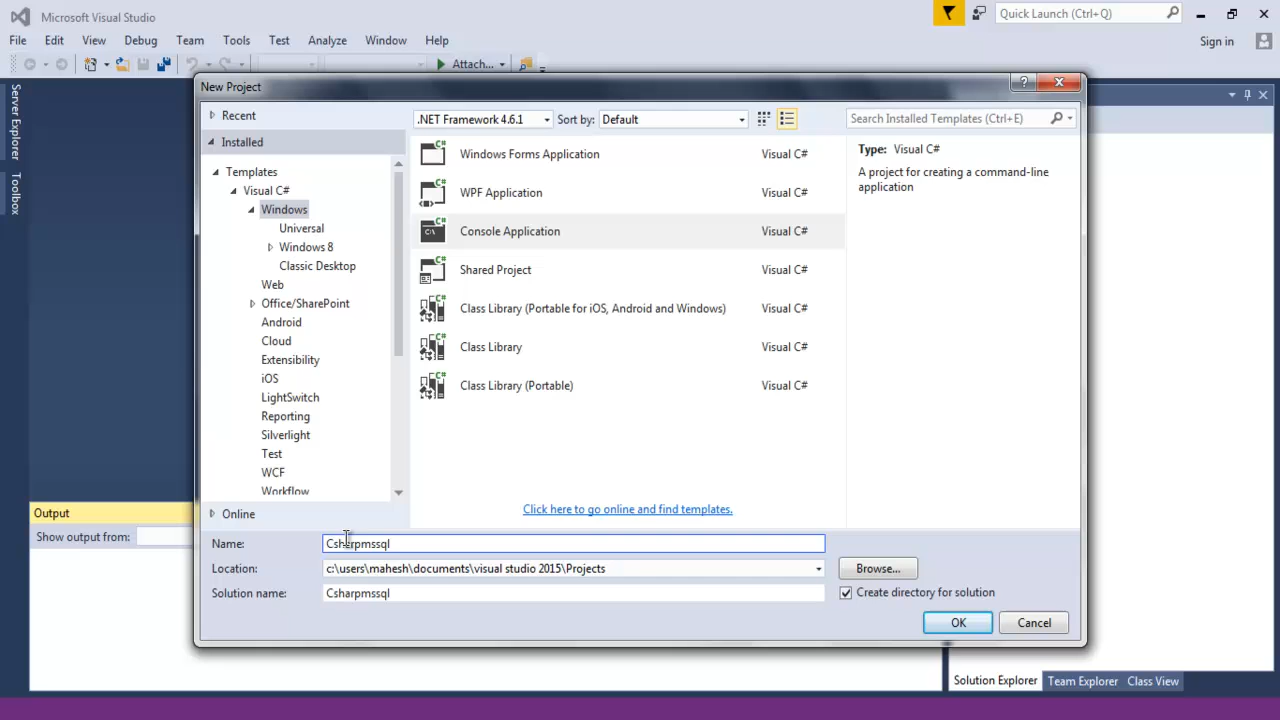 Microsoft Visual Studio
Quick Launch (Ctrl+Q)
File Edit View Debug Team Tools Test Analyze Window Help
Sign in
Attach...
Server Explorer
Toolbox
New Project
?
Recent
.NET Framework 4.6.1 Sort by: Default
Search Installed Templates (Ctrl+E)
Installed
Templates
Visual C#
Windows
Universal
Windows 8
Classic Desktop
Web
Office/SharePoint
Android
Cloud
Extensibility
iOS
LightSwitch
Reporting
Silverlight
Test
WCF
Workflow
Online
Windows Forms Application Visual C#
WPF Application Visual C#
Console Application Visual C#
Shared Project Visual C#
Class Library (Portable for iOS, Android and Windows) Visual C#
Class Library Visual C#
Class Library (Portable) Visual C#
Click here to go online and find templates.
Type: Visual C#
A project for creating a command-line
application
Name: Csharpmssql
Location: c:\users\mahesh\documents\visual studio 2015\Projects
Browse...
Solution name: Csharpmssql
Create directory for solution
OK Cancel
Output
Show output from:
Solution Explorer Team Explorer Class View